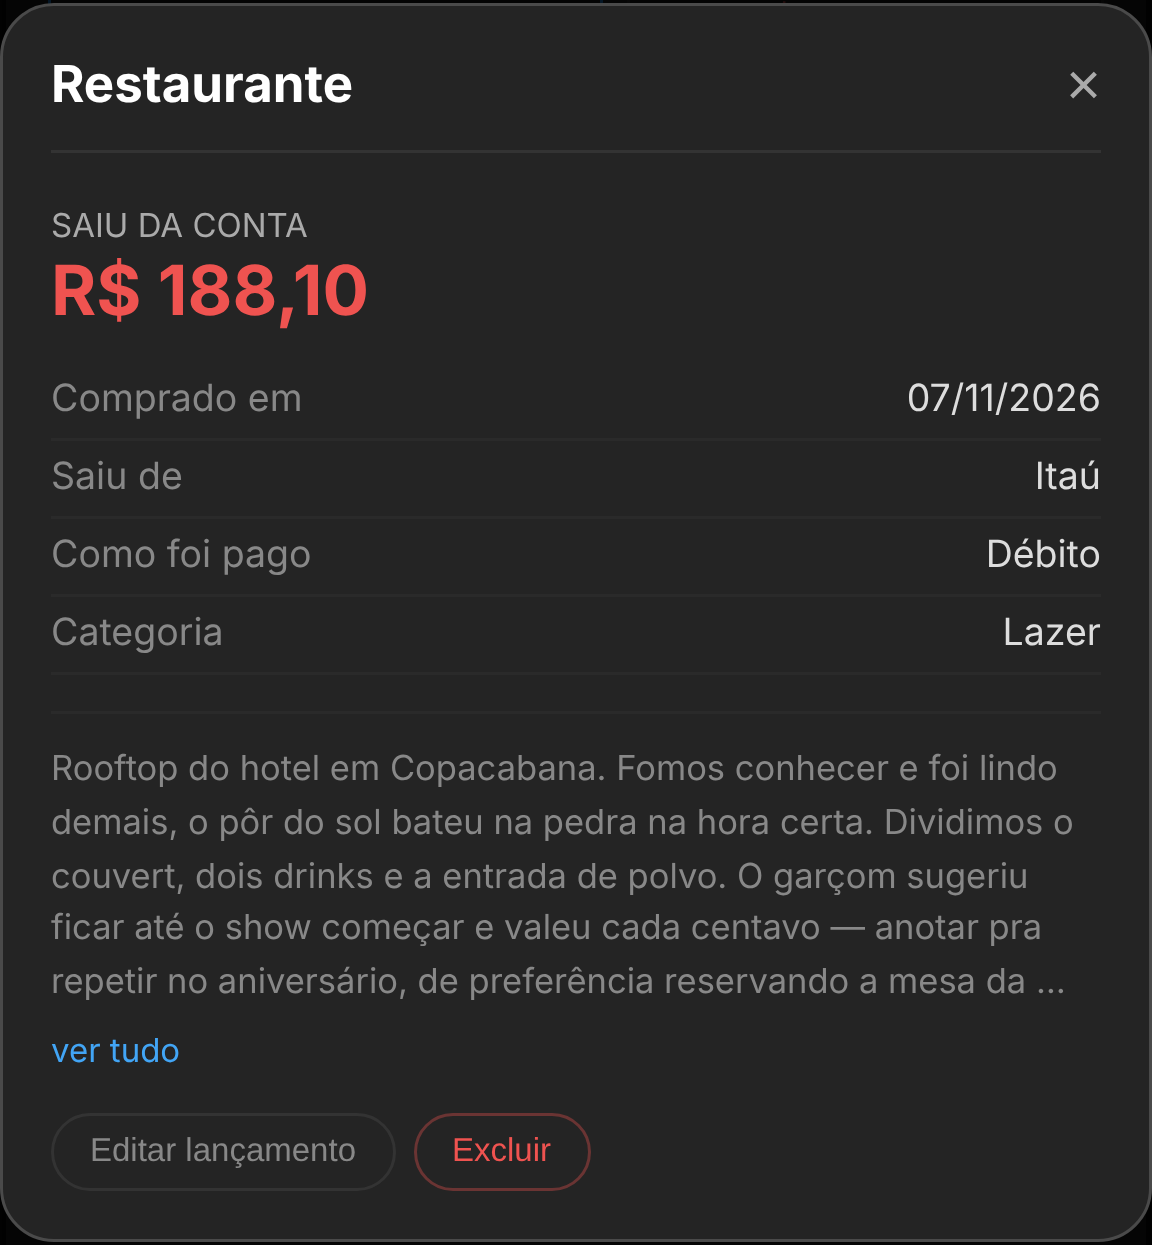 Restaurante
SAIU DA CONTA
R$ 188,10
Comprado em 07/11/2026
Saiu de Itaú
Como foi pago Débito
Categoria Lazer
Rooftop do hotel em Copacabana. Fomos conhecer e foi lindo
demais, o pôr do sol bateu na pedra na hora certa. Dividimos o
couvert, dois drinks e a entrada de polvo. O garçom sugeriu
ficar até o show começar e valeu cada centavo — anotar pra
repetir no aniversário, de preferência reservando a mesa da ...
ver tudo
Editar lançamento Excluir